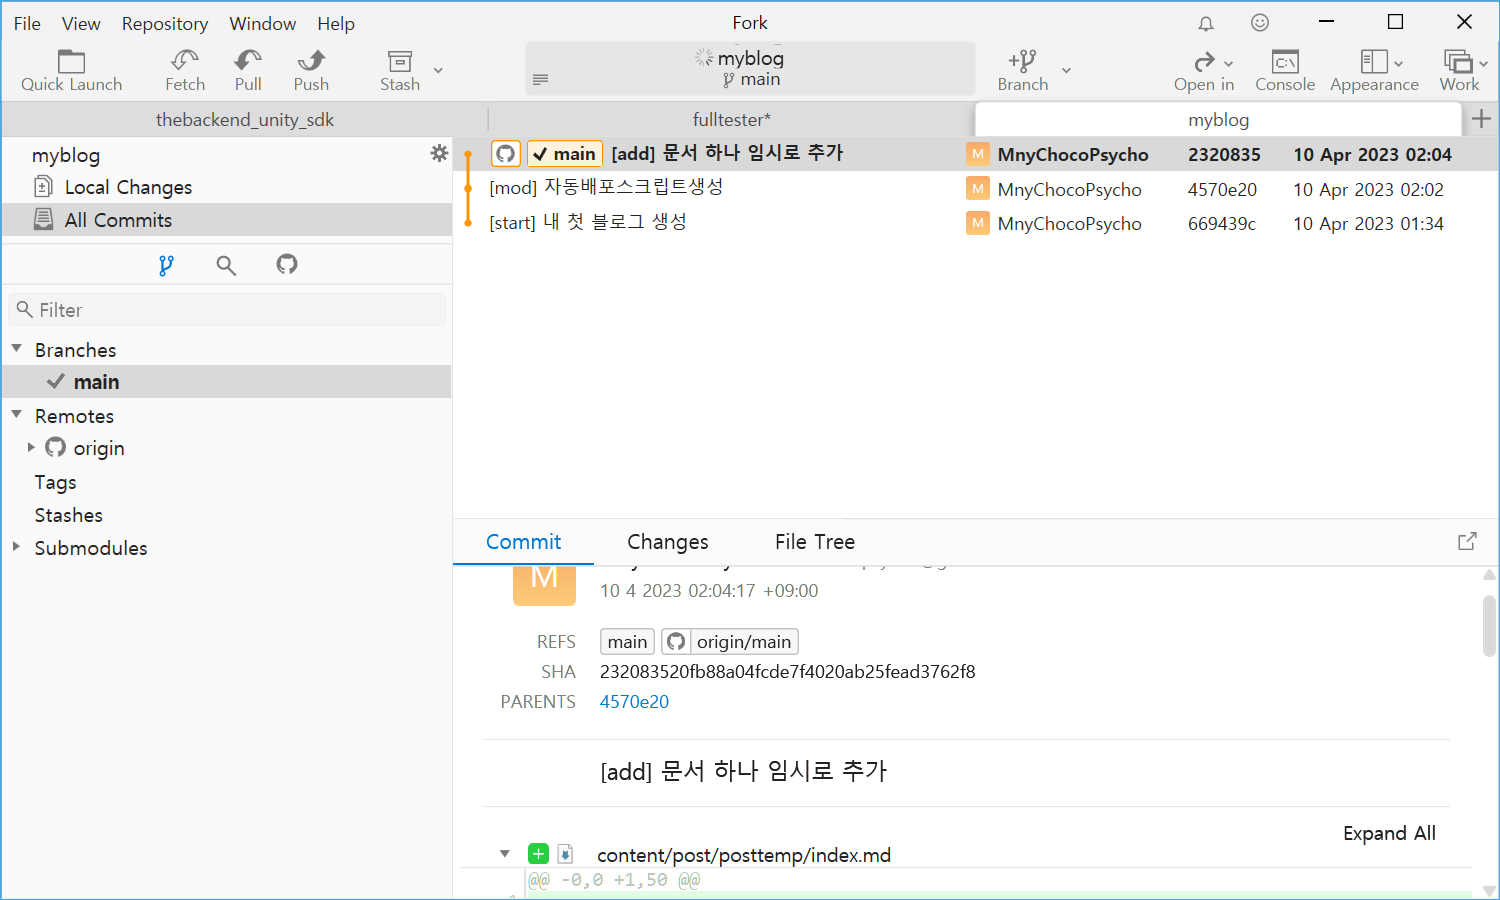 File View Repository Window Help Fork
Quick Launch Fetch Pull Push Stash myblog main Branch Open in Console Appearance Work
thebackend_unity_sdk fulltester* myblog
myblog
Local Changes
All Commits
main [add] 문서 하나 임시로 추가 M MnyChocoPsycho 2320835 10 Apr 2023 02:04
[mod] 자동배포스크립트생성 M MnyChocoPsycho 4570e20 10 Apr 2023 02:02
[start] 내 첫 블로그 생성 M MnyChocoPsycho 669439c 10 Apr 2023 01:34
Filter
Branches
main
Remotes
origin
Tags
Stashes
Submodules
Commit Changes File Tree
M
10 4 2023 02:04:17 +09:00
REFS main origin/main
SHA 232083520fb88a04fcde7f4020ab25fead3762f8
PARENTS 4570e20
[add] 문서 하나 임시로 추가
Expand All
content/post/posttemp/index.md
@@ -0,0 +1,50 @@